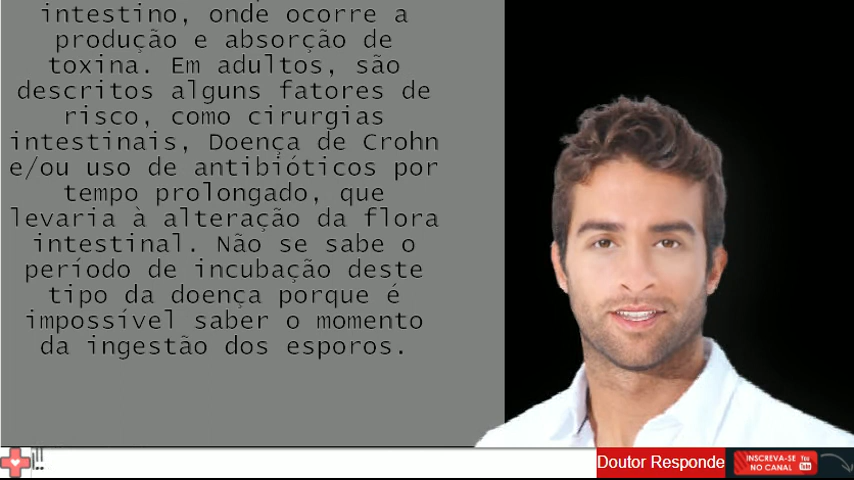 intestino, onde ocorre a
produção e absorção de
toxina. Em adultos, são
descritos alguns fatores de
risco, como cirurgias
intestinais, Doença de Crohn
e/ou uso de antibióticos por
tempo prolongado, que
levaria à alteração da flora
intestinal. Não se sabe o
período de incubação deste
tipo da doença porque é
impossível saber o momento
da ingestão dos esporos.
Doutor Responde
INSCREVA-SE
NO CANAL
You
Tube